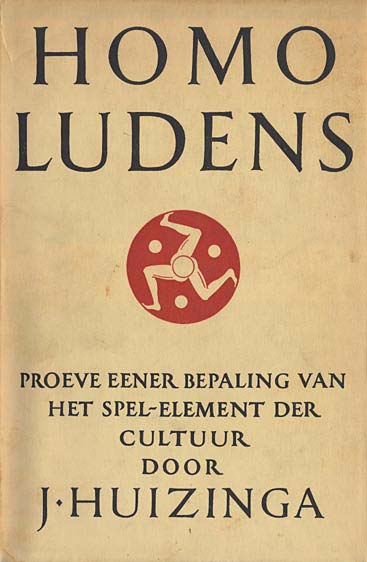 HOMO
LUDENS
PROEVE EENER BEPALING VAN
HET SPEL-ELEMENT DER
CULTUUR
DOOR
J·HUIZINGA